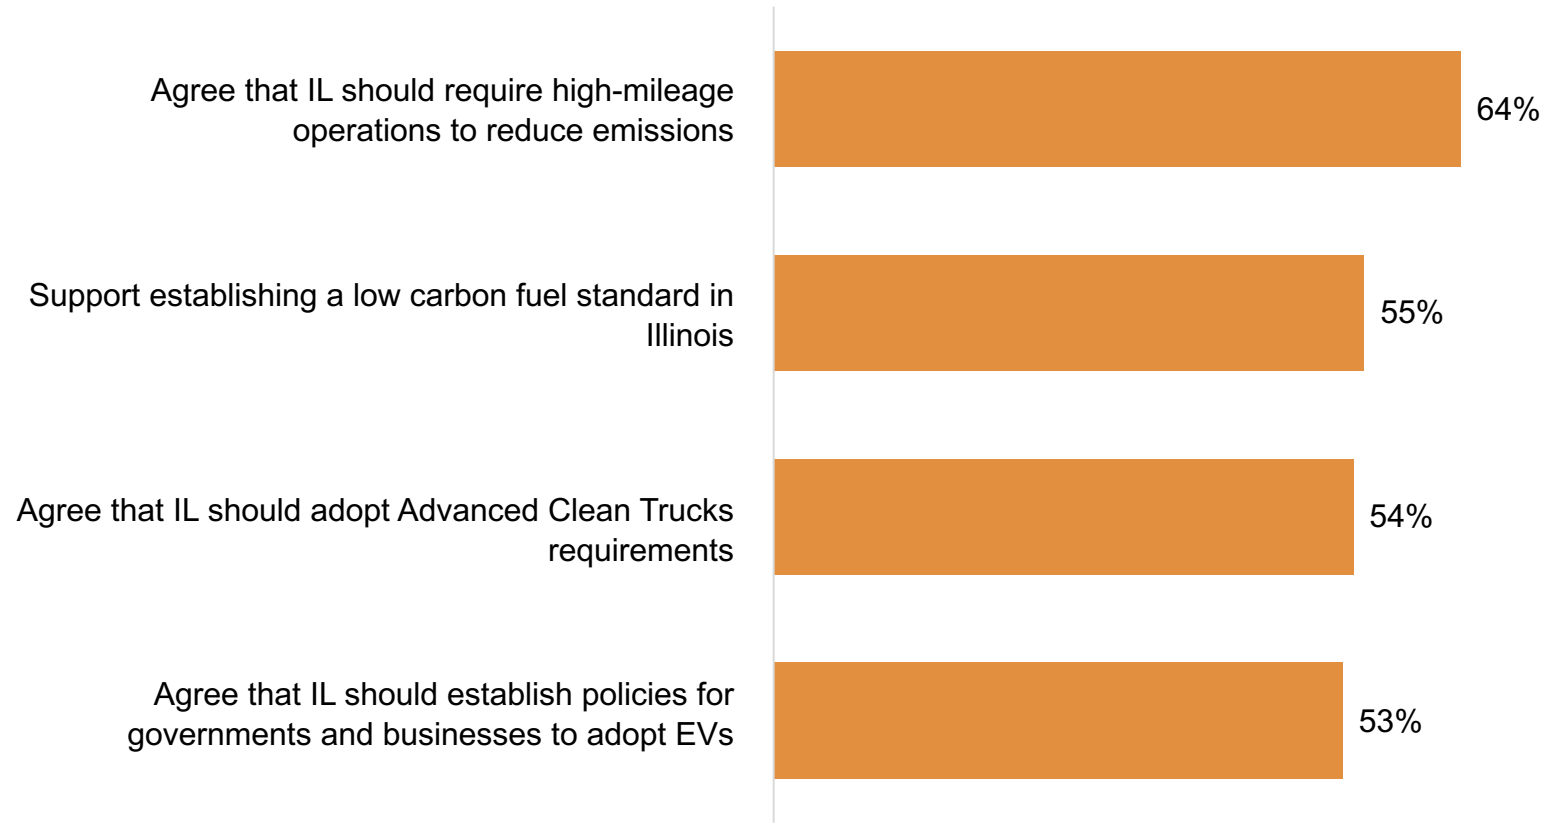 Agree that IL should require high-mileage
operations to reduce emissions
64%
Support establishing a low carbon fuel standard in
Illinois
55%
Agree that IL should adopt Advanced Clean Trucks
requirements
54%
Agree that IL should establish policies for
governments and businesses to adopt EVs
53%